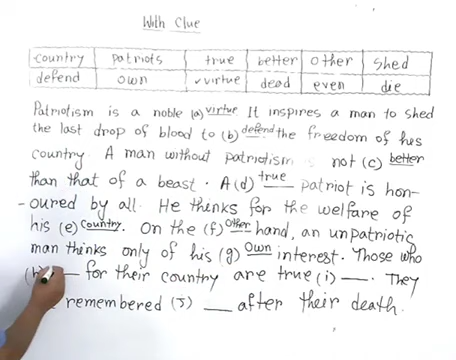 With Clue
country patriots true better other shed
defend own ✓virtue dead even die
Patriotism is a noble (a) virtue It inspires a man to shed
the last drop of blood to (b) defend the freedom of his
country. A man without patriotism not (c) better
than that of a beast. A (d) true patriot is hon-
-oured by all. He thinks for the welfare of
his (e) Country. On the (f) Other hand, an unpatriotic
man thinks only of his (g) Own interest. Those who
__ for their country are true (i) __. They
remembered (J) __ after their death.